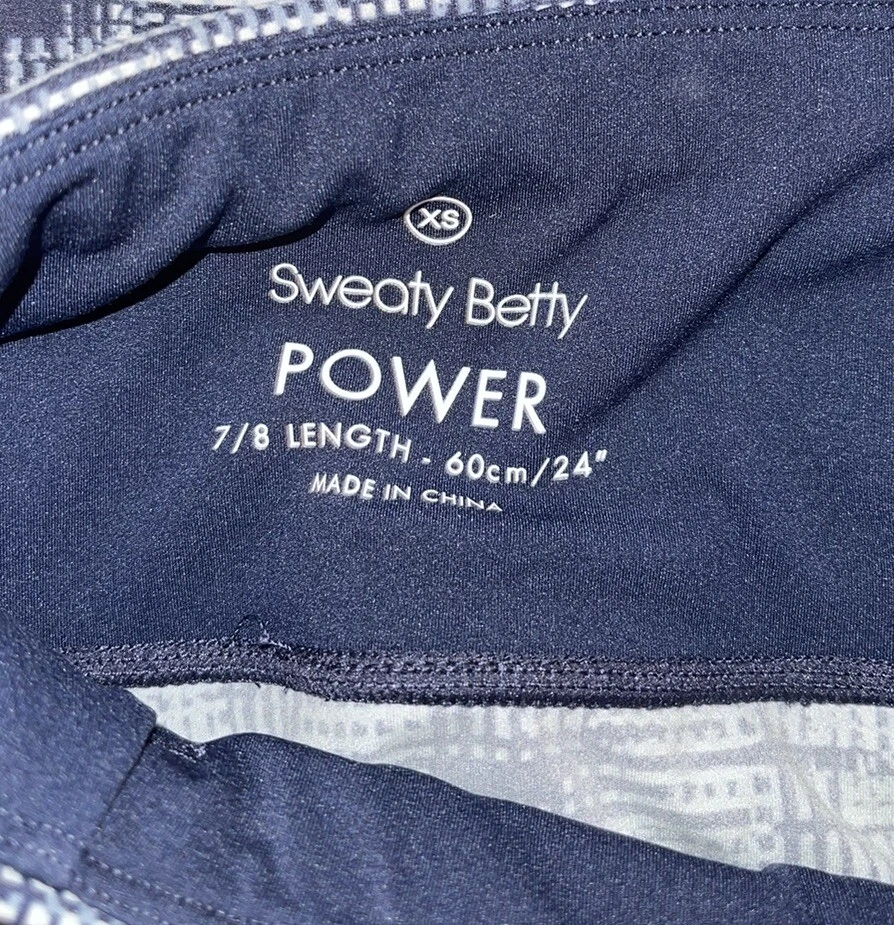 XS
Sweaty Betty
POWER
7/8 LENGTH - 60cm/24"
MADE IN CHINA